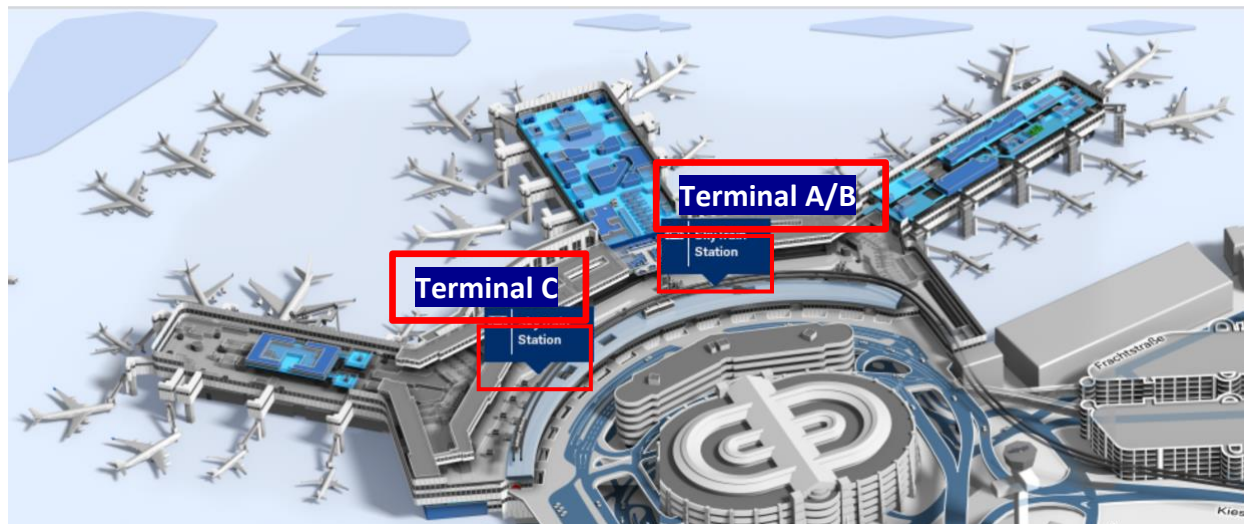 Terminal A/B
Station
Terminal C
Station
Frachtstraße